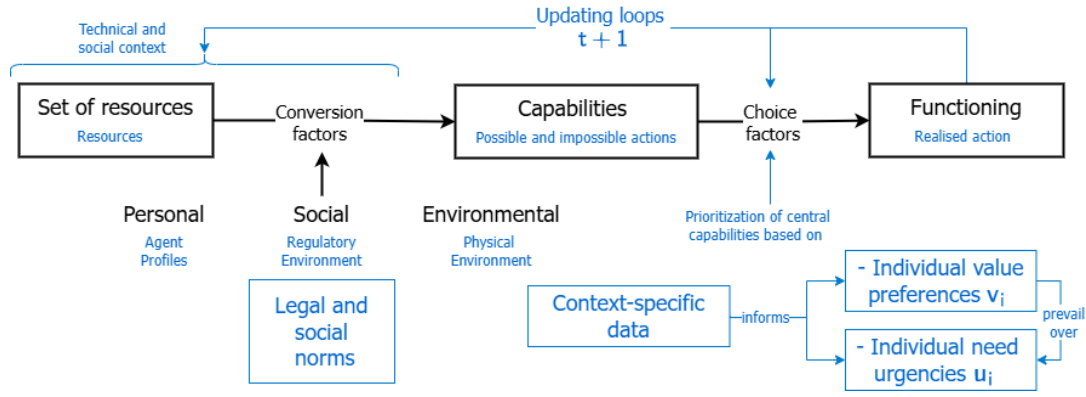 Updating loops
t + 1
Technical and
social context
Set of resources
Resources
Conversion
factors
Capabilities
Possible and impossible actions
Choice
factors
Functioning
Realised action
Personal
Agent
Profiles
Social
Regulatory
Environment
Environmental
Physical
Environment
Prioritization of central
capabilities based on
Legal and
social
norms
Context-specific
data
informs
- Individual value
preferences vᵢ
prevail
over
- Individual need
urgencies uᵢ